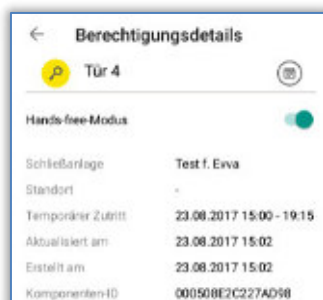 Berechtigungsdetails
Tür 4
Hands-free-Modus
Schließanlage Test f. Evva
Standort -
Temporärer Zutritt 23.08.2017 15:00 - 19:15
Aktualisiert am 23.08.2017 15:02
Erstellt am 23.08.2017 15:02
Komponenten-ID 000508E2C227AD98